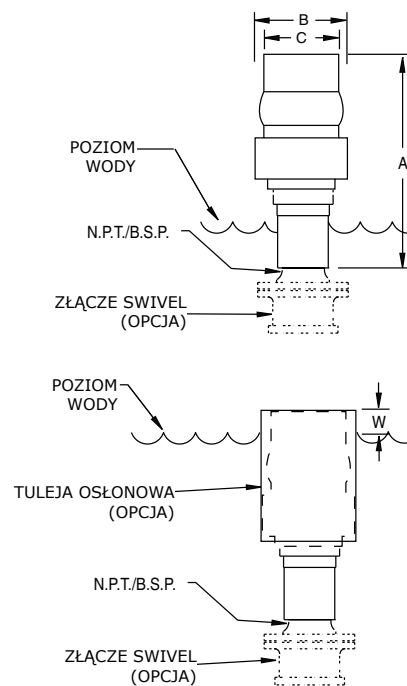 B
C
A
POZIOM
WODY
N.P.T./B.S.P.
ZŁĄCZE SWIVEL
(OPCJA)
POZIOM
WODY
W
TULEJA OSŁONOWA
(OPCJA)
N.P.T./B.S.P.
ZŁĄCZE SWIVEL
(OPCJA)